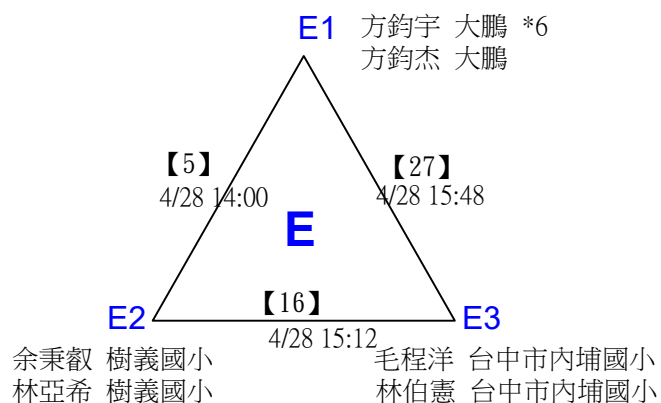 E1 方鈞宇 大鵬 *6
方鈞杰 大鵬
【5】
4/28 14:00
【27】
4/28 15:48
E
E2
【16】
4/28 15:12
E3
余秉叡 樹義國小
林亞希 樹義國小
毛程洋 台中市內埔國小
林伯憲 台中市內埔國小